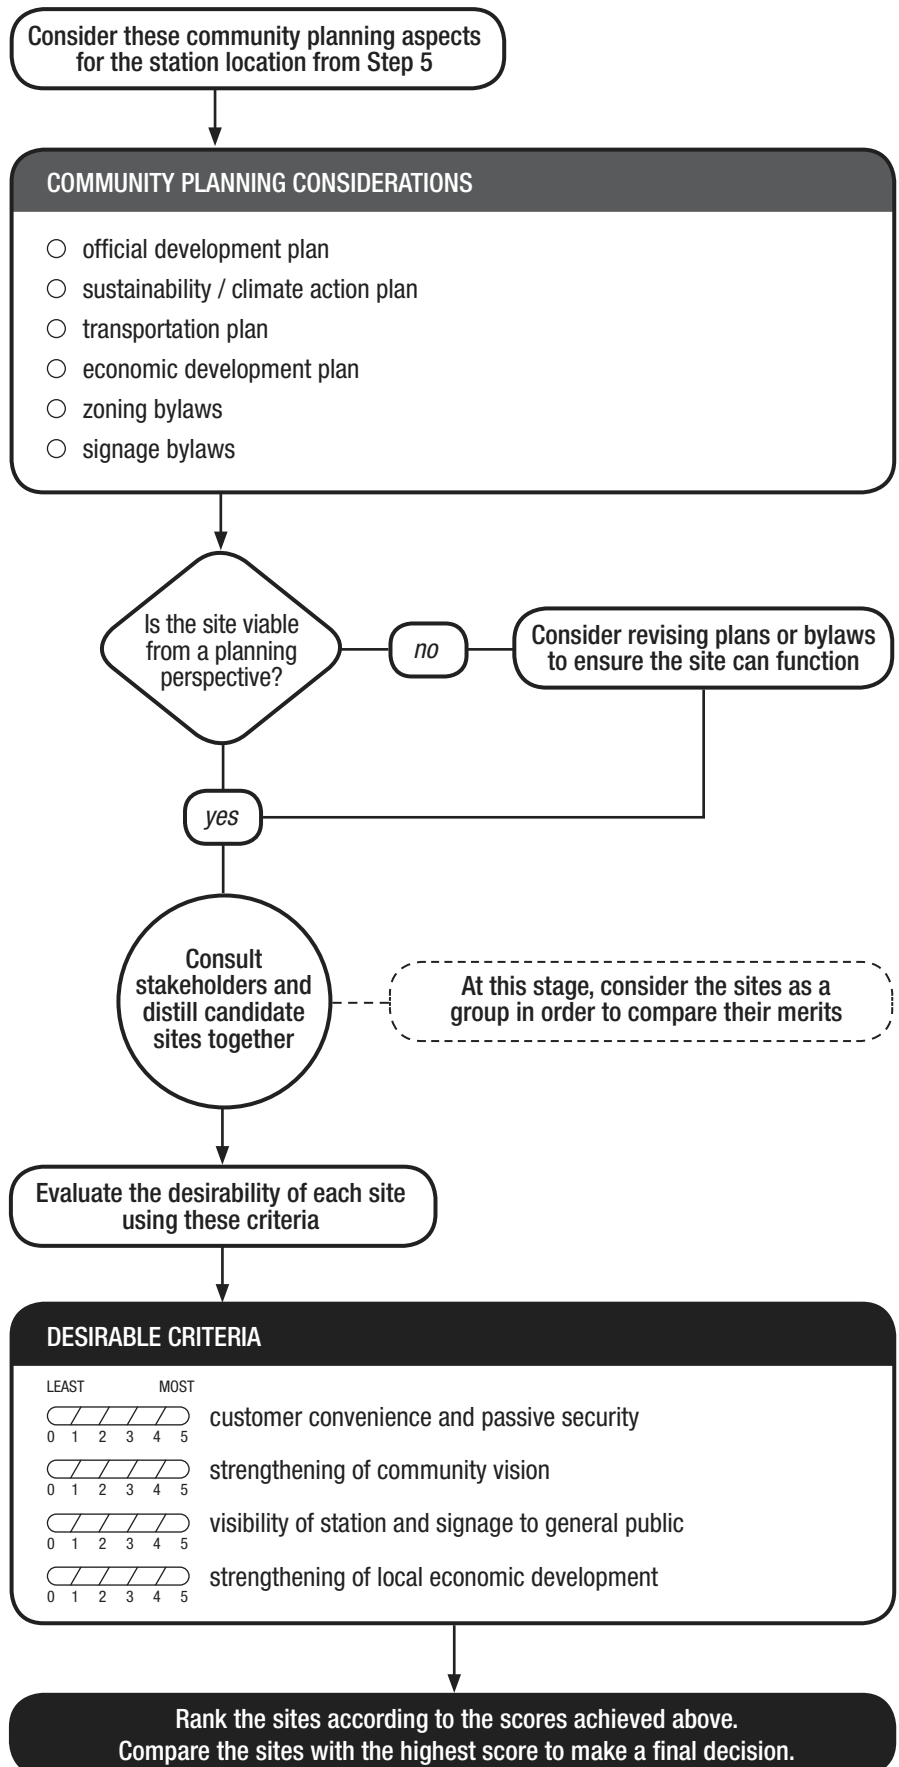 Consider these community planning aspects
for the station location from Step 5
COMMUNITY PLANNING CONSIDERATIONS
official development plan
sustainability / climate action plan
transportation plan
economic development plan
zoning bylaws
signage bylaws
Is the site viable
from a planning
perspective?
no
Consider revising plans or bylaws
to ensure the site can function
yes
Consult
stakeholders and
distill candidate
sites together
At this stage, consider the sites as a
group in order to compare their merits
Evaluate the desirability of each site
using these criteria
DESIRABLE CRITERIA
LEAST MOST
customer convenience and passive security
0 1 2 3 4 5
strengthening of community vision
0 1 2 3 4 5
visibility of station and signage to general public
0 1 2 3 4 5
strengthening of local economic development
0 1 2 3 4 5
Rank the sites according to the scores achieved above.
Compare the sites with the highest score to make a final decision.